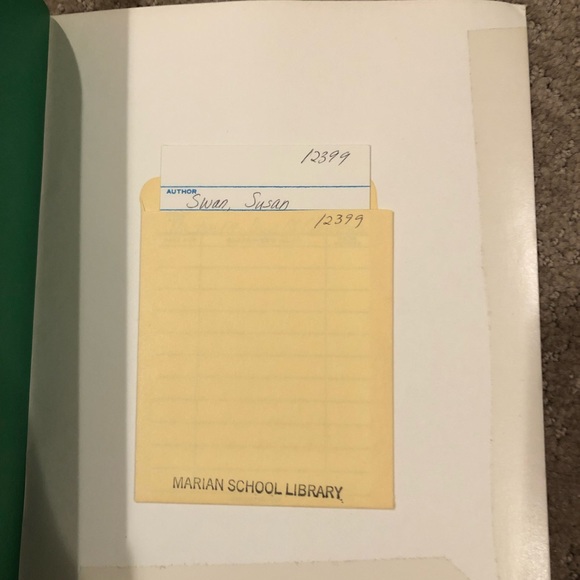 12399
AUTHOR
Swan, Susan
12399
MARIAN SCHOOL LIBRARY